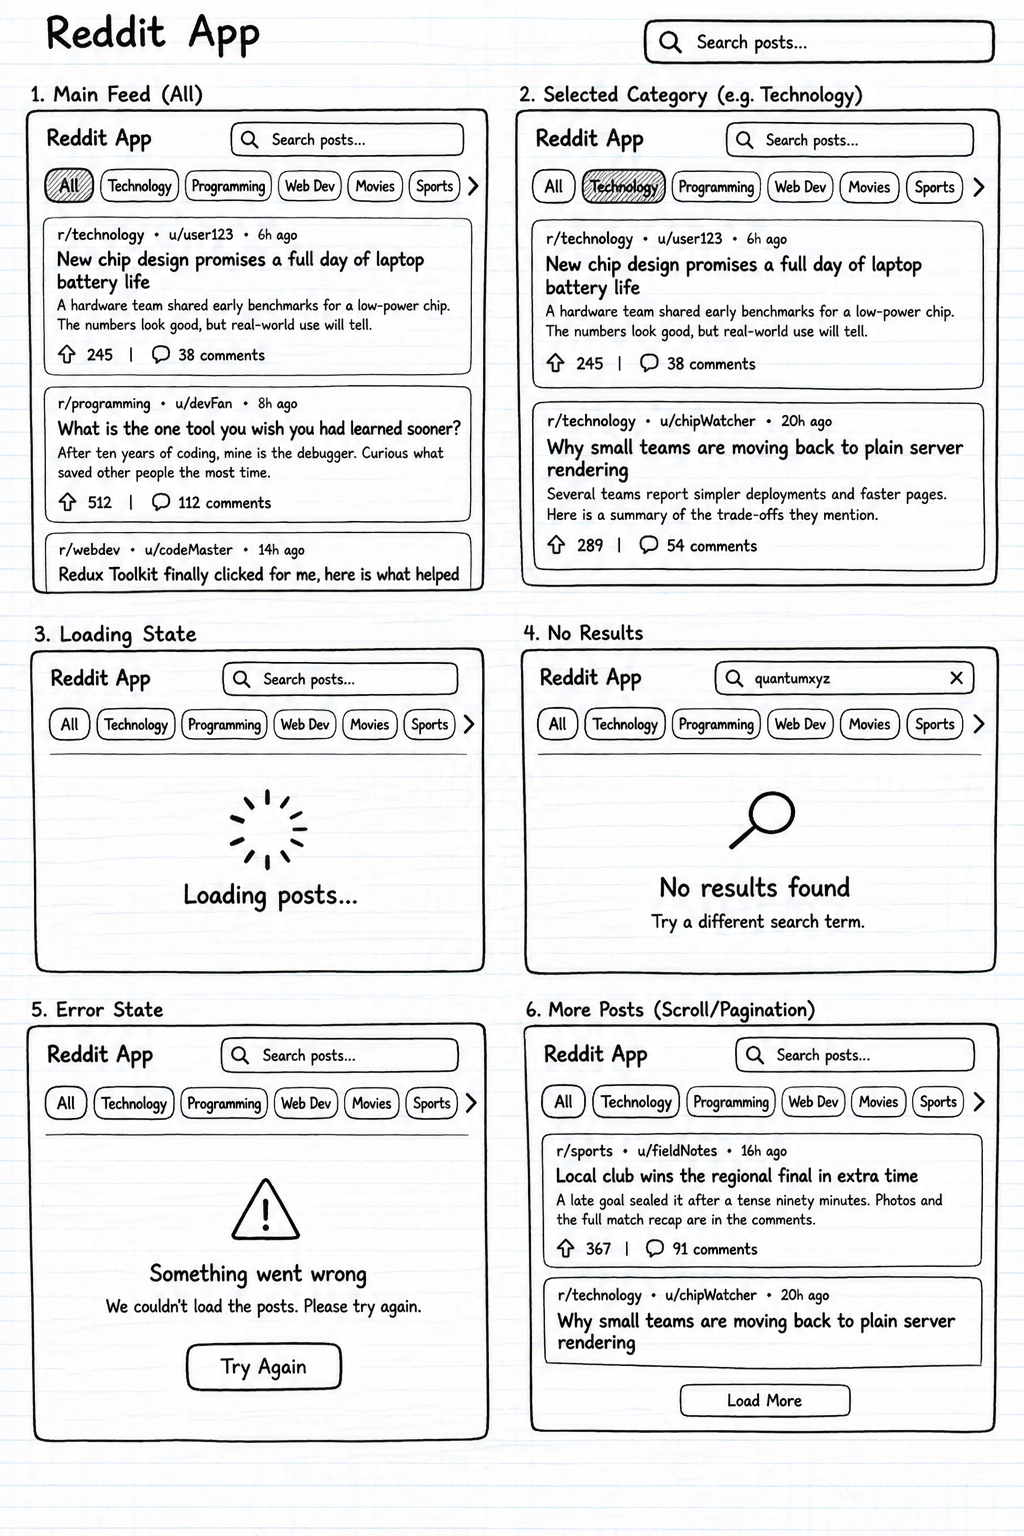 Reddit App
Search posts...
1. Main Feed (All)
Reddit App
Search posts...
All
Technology
Programming
Web Dev
Movies
Sports
r/technology • u/user123 • 6h ago
New chip design promises a full day of laptop
battery life
A hardware team shared early benchmarks for a low-power chip.
The numbers look good, but real-world use will tell.
245 | 38 comments
r/programming • u/devFan • 8h ago
What is the one tool you wish you had learned sooner?
After ten years of coding, mine is the debugger. Curious what
saved other people the most time.
512 | 112 comments
r/webdev • u/codeMaster • 14h ago
Redux Toolkit finally clicked for me, here is what helped
2. Selected Category (e.g. Technology)
Reddit App
Search posts...
All
Technology
Programming
Web Dev
Movies
Sports
r/technology • u/user123 • 6h ago
New chip design promises a full day of laptop
battery life
A hardware team shared early benchmarks for a low-power chip.
The numbers look good, but real-world use will tell.
245 | 38 comments
r/technology • u/chipWatcher • 20h ago
Why small teams are moving back to plain server
rendering
Several teams report simpler deployments and faster pages.
Here is a summary of the trade-offs they mention.
289 | 54 comments
3. Loading State
Reddit App
Search posts...
All
Technology
Programming
Web Dev
Movies
Sports
Loading posts...
4. No Results
Reddit App
quantumxyz
All
Technology
Programming
Web Dev
Movies
Sports
No results found
Try a different search term.
5. Error State
Reddit App
Search posts...
All
Technology
Programming
Web Dev
Movies
Sports
Something went wrong
We couldn't load the posts. Please try again.
Try Again
6. More Posts (Scroll/Pagination)
Reddit App
Search posts...
All
Technology
Programming
Web Dev
Movies
Sports
r/sports • u/fieldNotes • 16h ago
Local club wins the regional final in extra time
A late goal sealed it after a tense ninety minutes. Photos and
the full match recap are in the comments.
367 | 91 comments
r/technology • u/chipWatcher • 20h ago
Why small teams are moving back to plain server
rendering
Load More